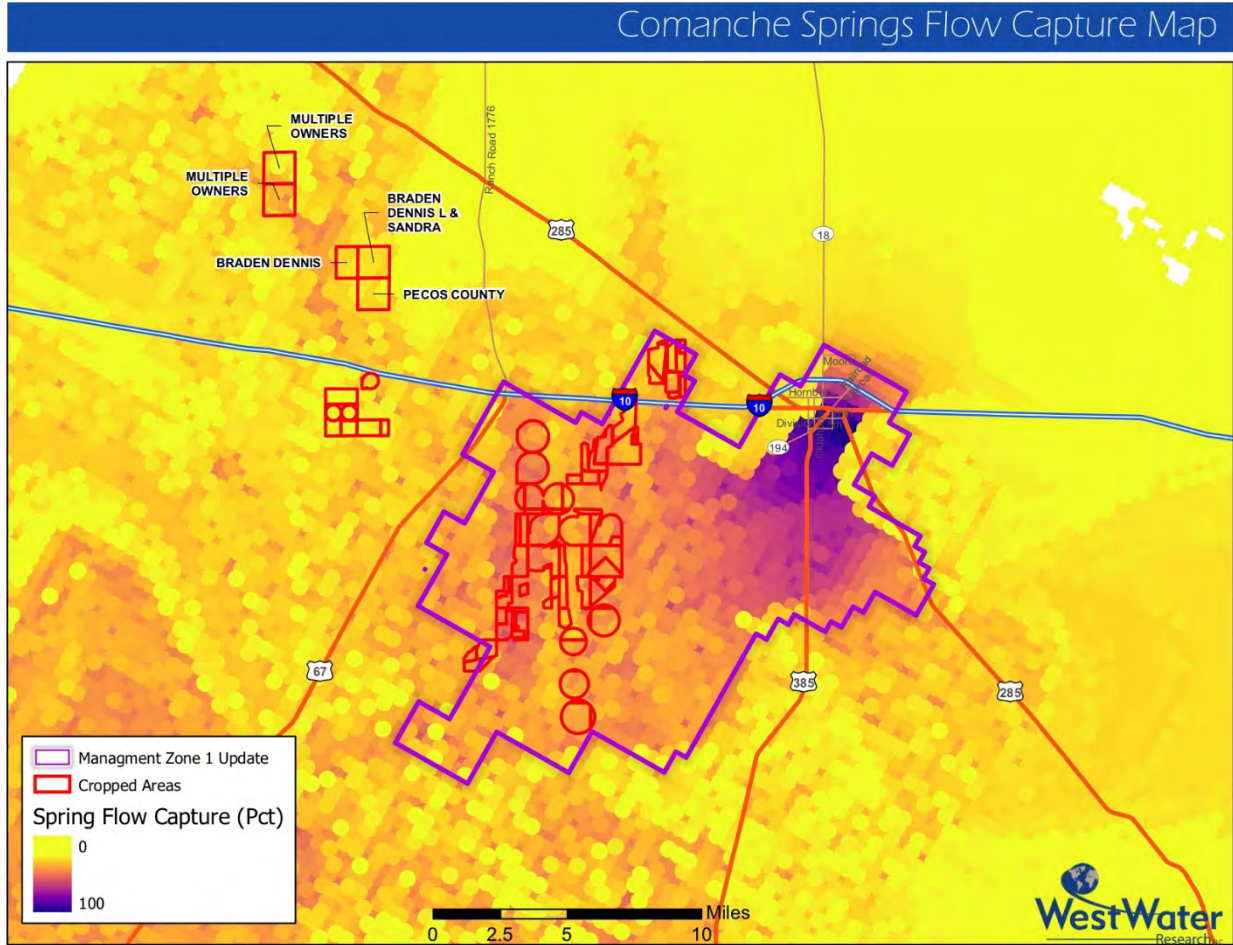 Comanche Springs Flow Capture Map
MULTIPLE
OWNERS
MULTIPLE
OWNERS
BRADEN
DENNIS L &
SANDRA
BRADEN DENNIS
PECOS COUNTY
Ranch Road 1776
285
18
10
10
194
67
385
285
Managment Zone 1 Update
Cropped Areas
Spring Flow Capture (Pct)
0
100
Miles
0 2.5 5 10
WestWater
Research